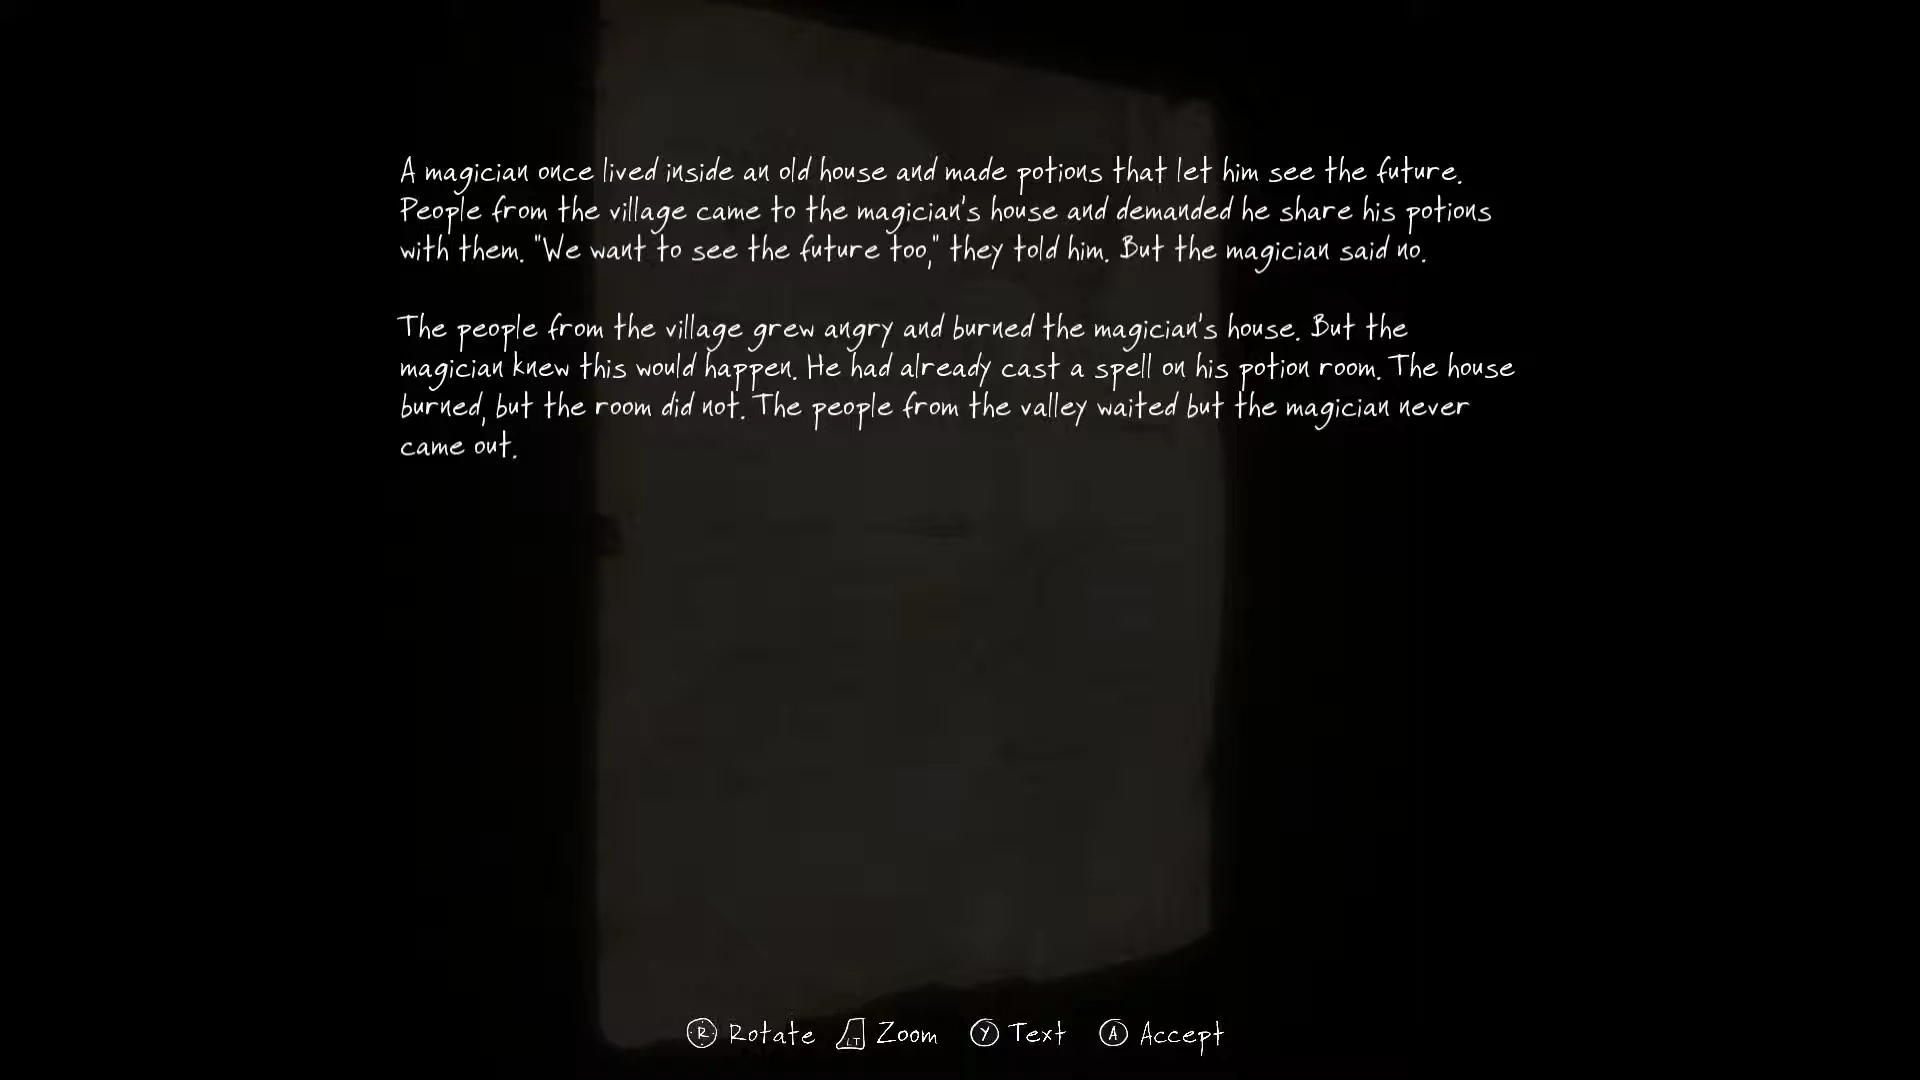 A magician once lived inside an old house and made potions that let him see the future.
People from the village came to the magician's house and demanded he share his potions
with them. "We want to see the future too," they told him. But the magician said no.
The people from the village grew angry and burned the magician's house. But the
magician knew this would happen. He had already cast a spell on his potion room. The house
burned, but the room did not. The people from the valley waited but the magician never
came out.
R Rotate LT Zoom Y Text A Accept